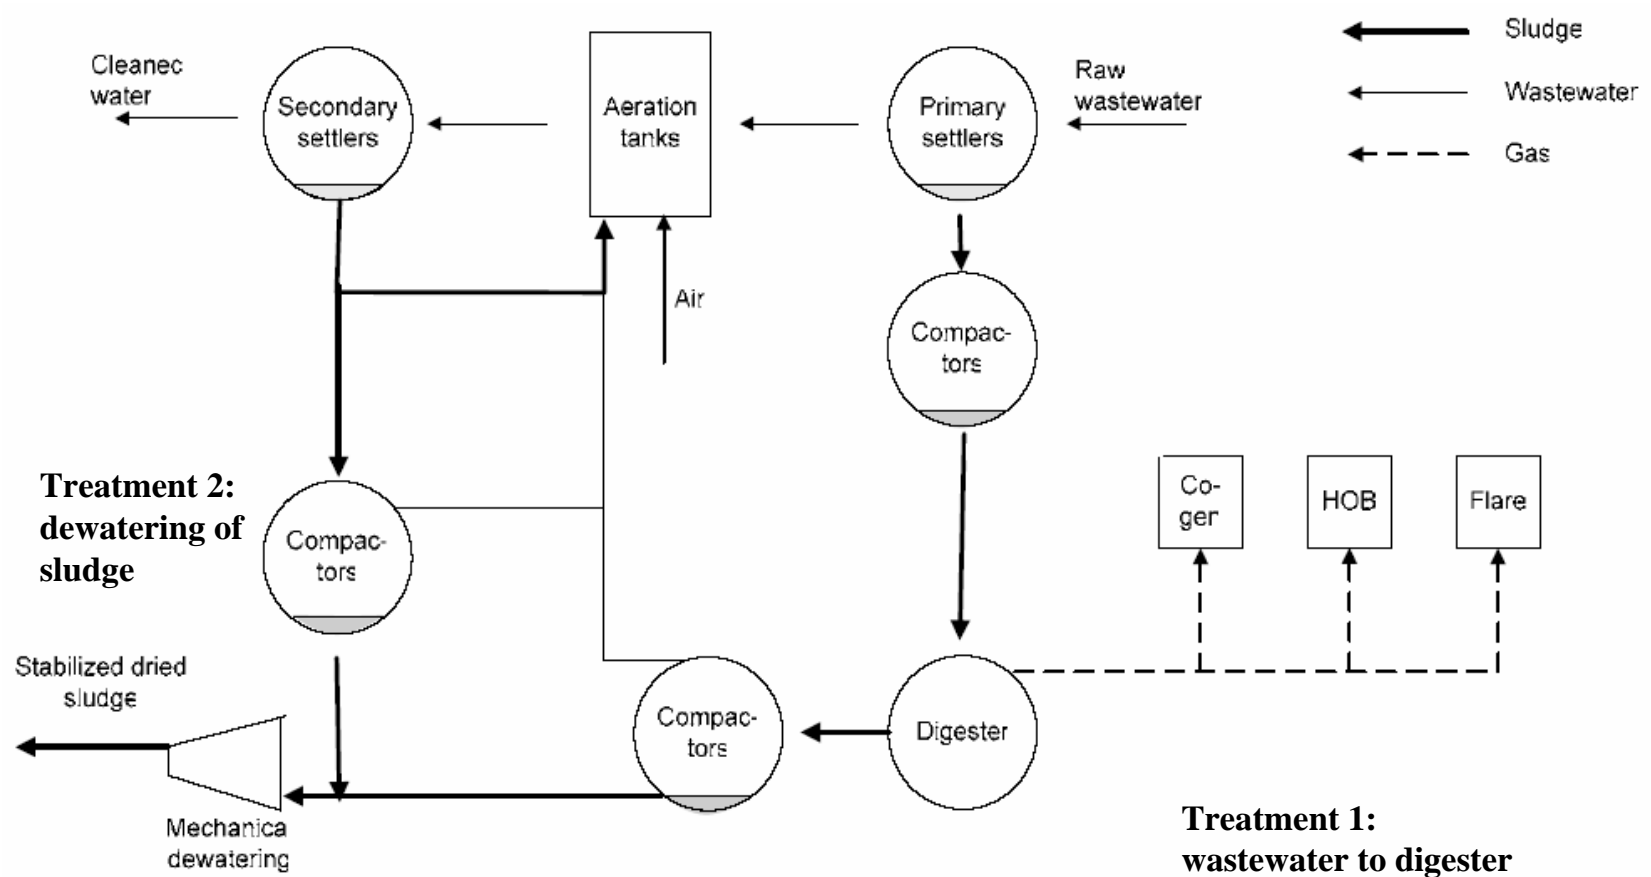 Cleanec
water
Secondary
settlers
Aeration
tanks
Primary
settlers
Raw
wastewater
Sludge
Wastewater
Gas
Air
Compac-
tors
Treatment 2:
dewatering of
sludge
Compac-
tors
Co-
ger
HOB
Flare
Stabilized dried
sludge
Compac-
tors
Digester
Mechanica
dewatering
Treatment 1:
wastewater to digester